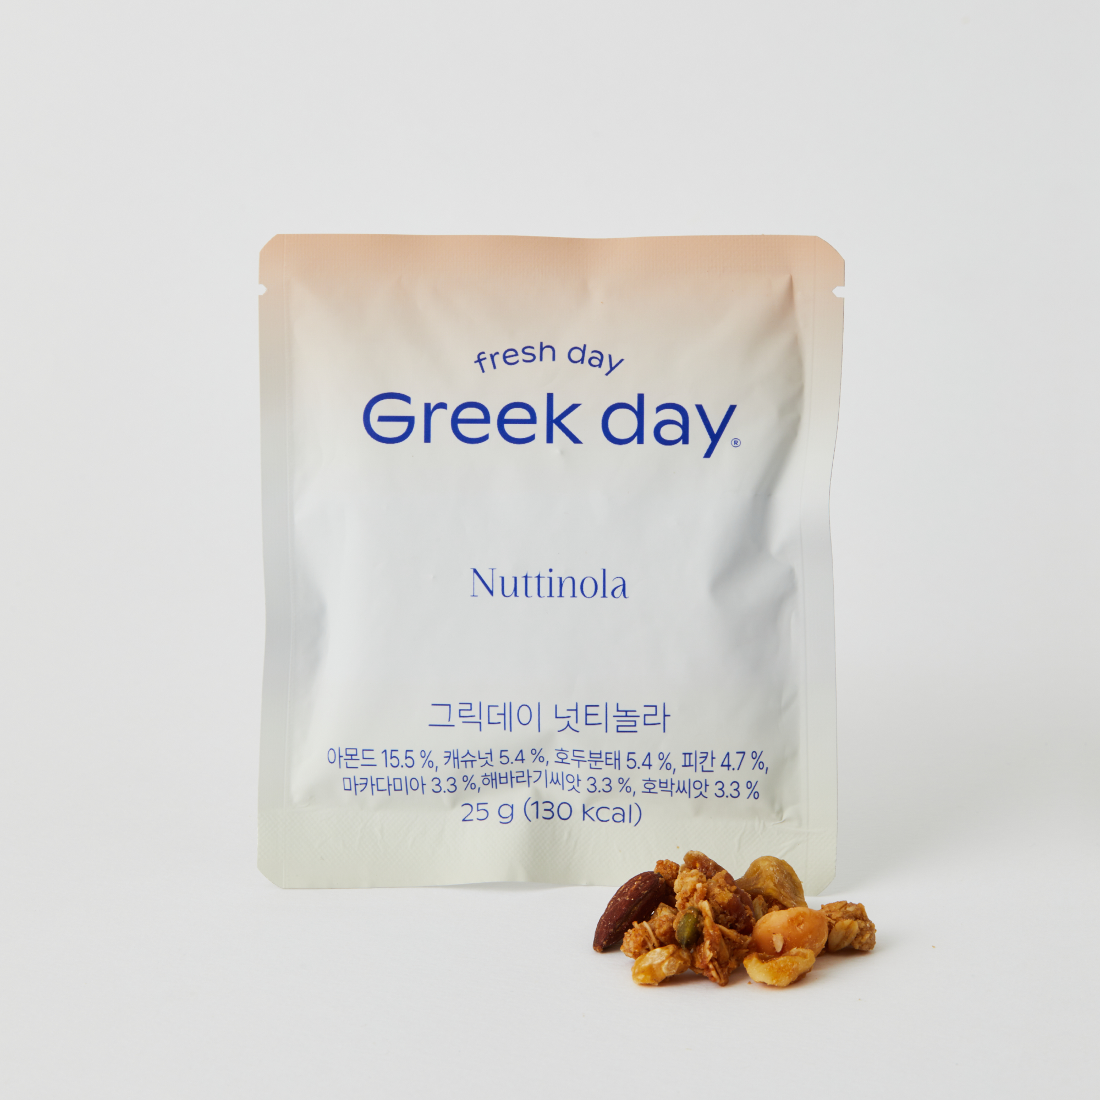 fresh day
Greek day®
Nuttinola
그릭데이 넛티놀라
아몬드 15.5 %, 캐슈넛 5.4 %, 호두분태 5.4 %, 피칸 4.7 %,
마카다미아 3.3 %,해바라기씨앗 3.3 %, 호박씨앗 3.3 %
25 g (130 kcal)